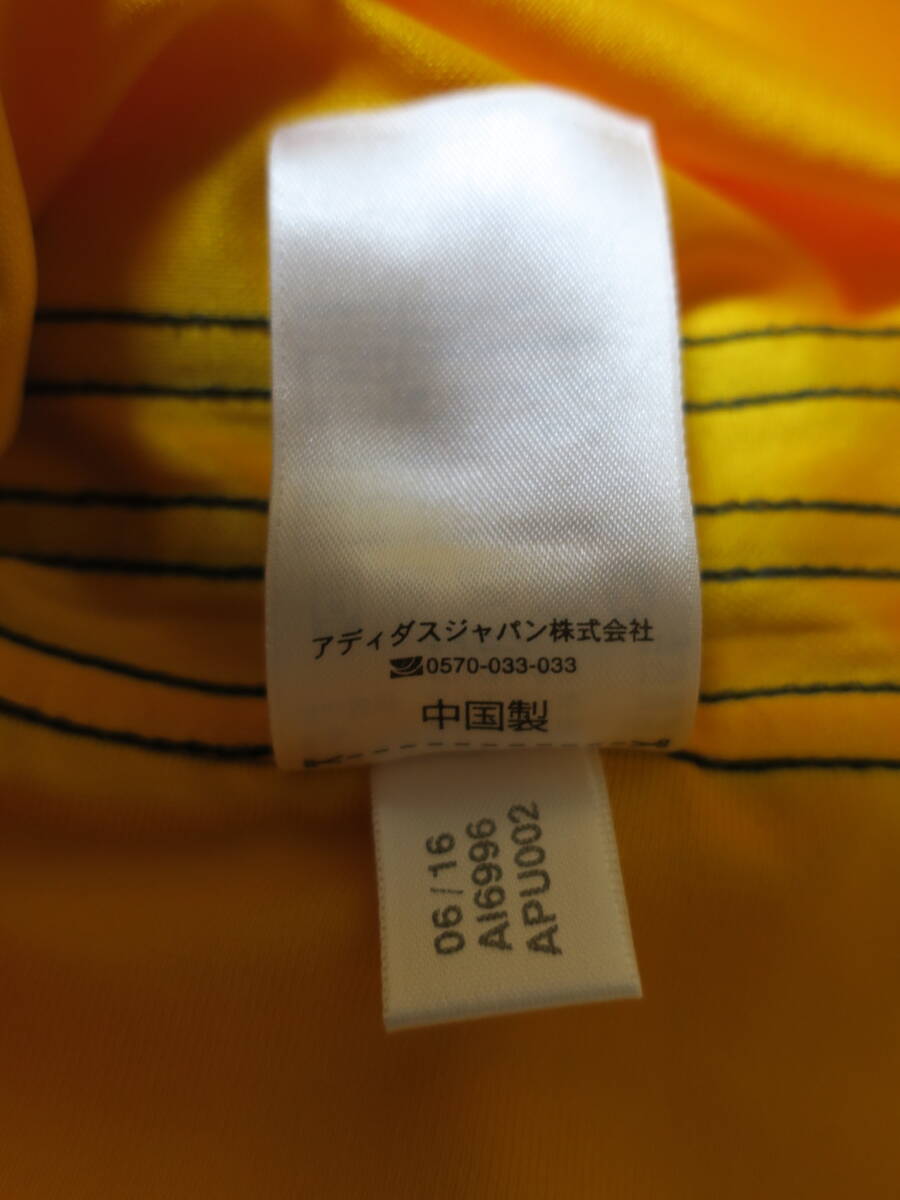 アディダスジャパン株式会社
0570-033-033
中国製
06/16
AI6996
APU002